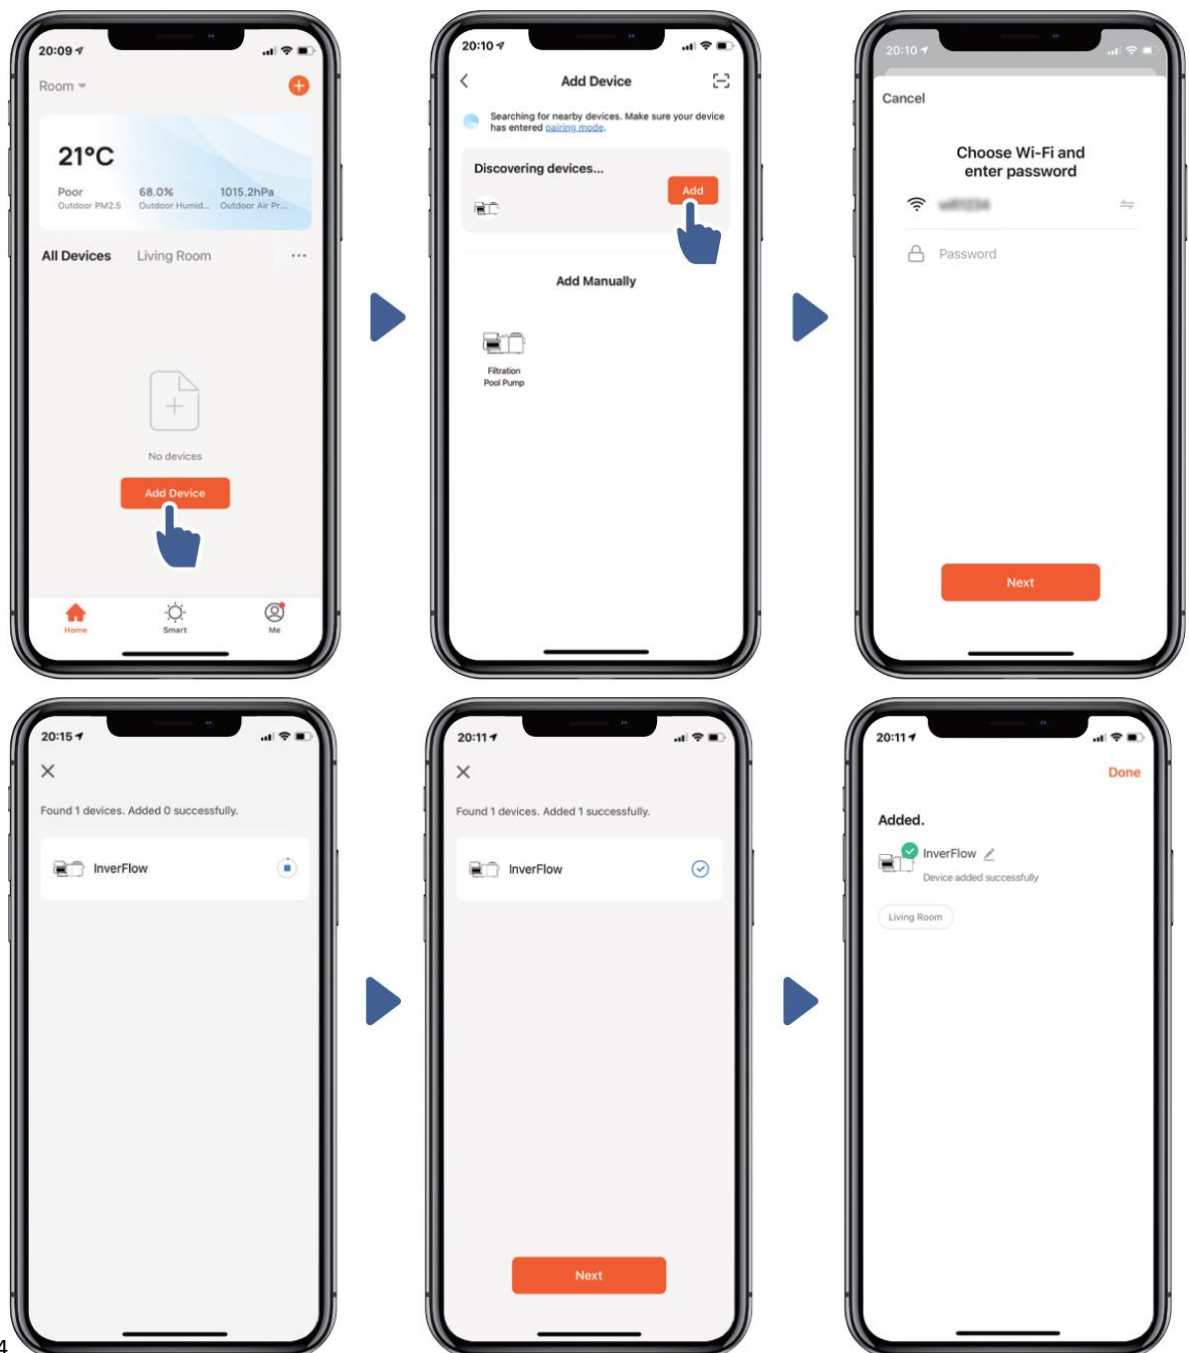 20:09
Room
21°C
Poor 68.0% 1015.2hPa
Outdoor PM2.5 Outdoor Humid... Outdoor Air Pr...
All Devices Living Room
No devices
Add Device
Home Smart Me
20:10
Add Device
Searching for nearby devices. Make sure your device
has entered pairing mode.
Discovering devices...
Add
Add Manually
Filtration
Pool Pump
20:10
Cancel
Choose Wi-Fi and
enter password
Password
Next
20:15
Found 1 devices. Added 0 successfully.
InverFlow
20:11
Found 1 devices. Added 1 successfully.
InverFlow
Next
20:11
Done
Added.
InverFlow
Device added successfully
Living Room
4